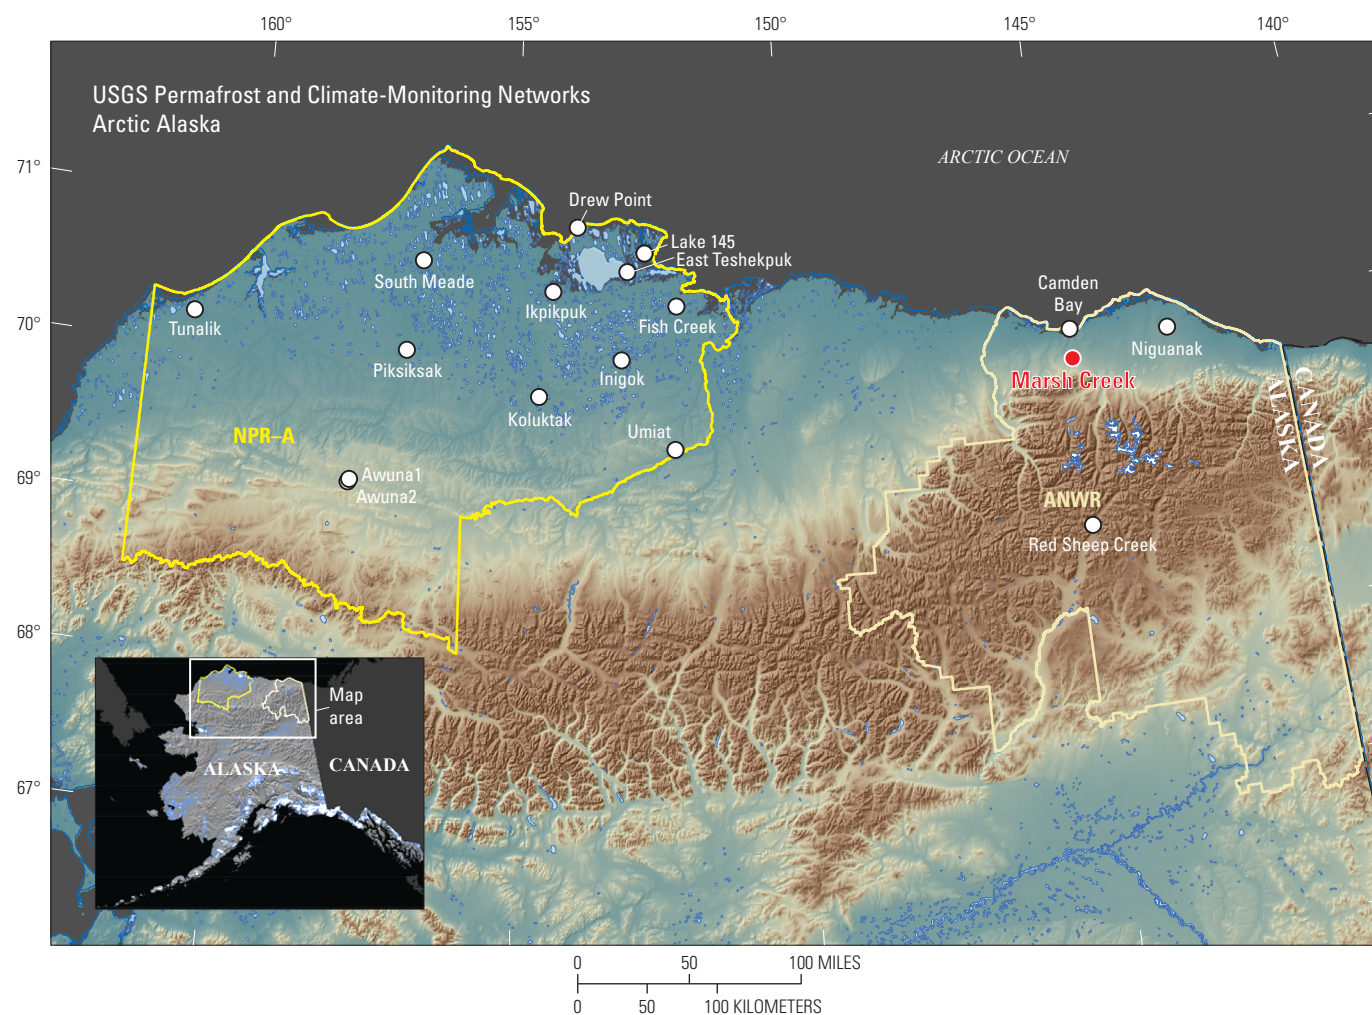 160°
155°
150°
145°
140°
USGS Permafrost and Climate-Monitoring Networks
Arctic Alaska
ARCTIC OCEAN
71°
Drew Point
Lake 145
East Teshekpuk
South Meade
Ikpikpuk
Camden
Bay
70°
Tunalik
Fish Creek
Niguanak
Piksiksak
Inigok
Marsh Creek
CANADA
ALASKA
Koluktak
Umiat
NPR–A
69°
Awuna1
Awuna2
ANWR
Red Sheep Creek
68°
Map
area
ALASKA
CANADA
67°
0
50
100 MILES
0
50
100 KILOMETERS